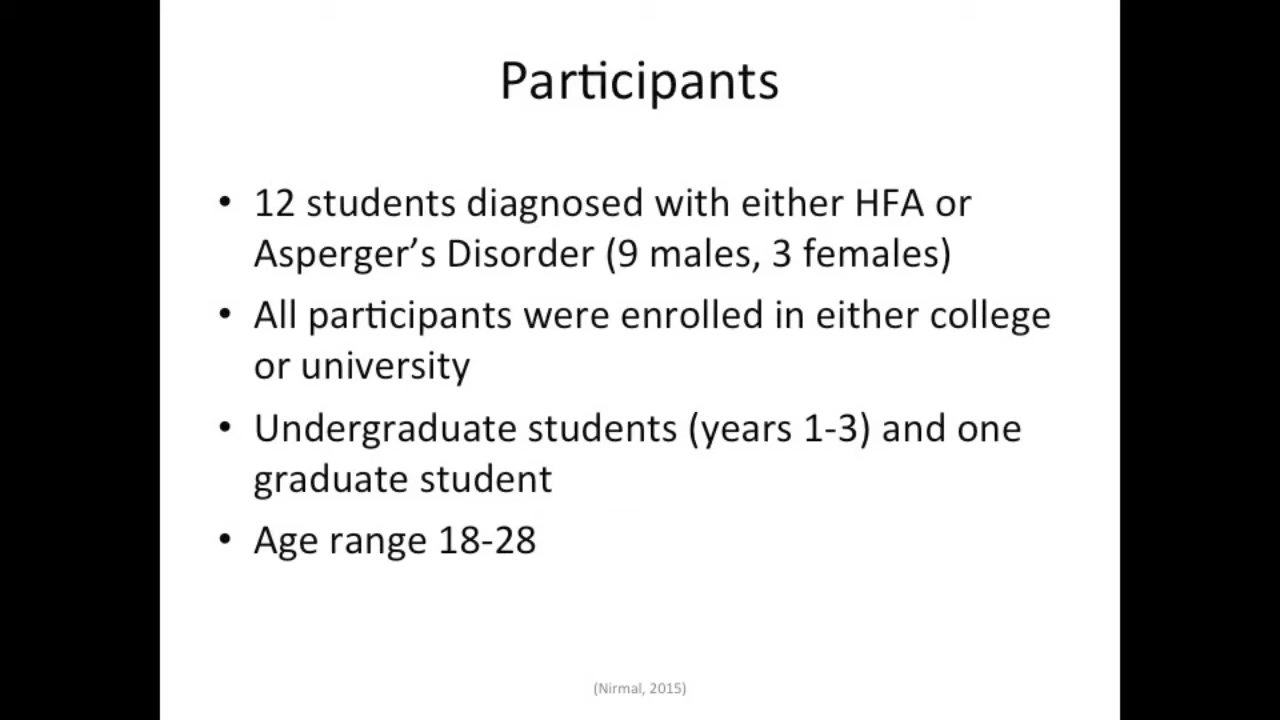 Participants
• 12 students diagnosed with either HFA or
Asperger’s Disorder (9 males, 3 females)
• All participants were enrolled in either college
or university
• Undergraduate students (years 1-3) and one
graduate student
• Age range 18-28
(Nirmal, 2015)